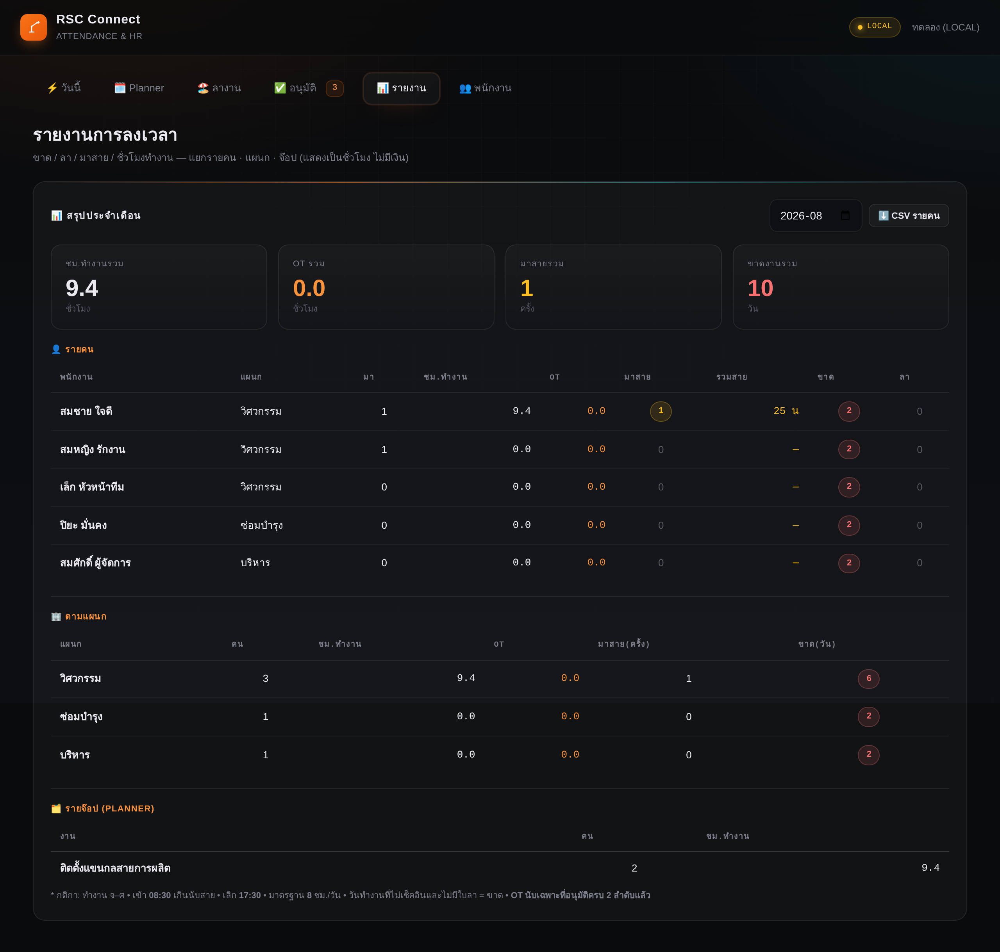 RSC Connect
ATTENDANCE & HR
LOCAL
ทดลอง (LOCAL)
วันนี้
Planner
ลางาน
อนุมัติ 3
รายงาน
พนักงาน
รายงานการลงเวลา
ขาด / ลา / มาสาย / ชั่วโมงทำงาน — แยกรายคน · แผนก · จ๊อป (แสดงเป็นชั่วโมง ไม่มีเงิน)
สรุปประจำเดือน
2026-08
CSV รายคน
ชม.ทำงานรวม
9.4
ชั่วโมง
OT รวม
0.0
ชั่วโมง
มาสายรวม
1
ครั้ง
ขาดงานรวม
10
วัน
รายคน
พนักงาน แผนก มา ชม.ทำงาน OT มาสาย รวมสาย ขาด ลา
สมชาย ใจดี วิศวกรรม 1 9.4 0.0 1 25 น 2 0
สมหญิง รักงาน วิศวกรรม 1 0.0 0.0 0 — 2 0
เล็ก หัวหน้าทีม วิศวกรรม 0 0.0 0.0 0 — 2 0
ปิยะ มั่นคง ซ่อมบำรุง 0 0.0 0.0 0 — 2 0
สมศักดิ์ ผู้จัดการ บริหาร 0 0.0 0.0 0 — 2 0
ตามแผนก
แผนก คน ชม.ทำงาน OT มาสาย(ครั้ง) ขาด(วัน)
วิศวกรรม 3 9.4 0.0 1 6
ซ่อมบำรุง 1 0.0 0.0 0 2
บริหาร 1 0.0 0.0 0 2
รายจ๊อป (PLANNER)
งาน คน ชม.ทำงาน
ติดตั้งแขนกลสายการผลิต 2 9.4
* กติกา: ทำงาน จ–ศ • เข้า 08:30 เกินนับสาย • เลิก 17:30 • มาตรฐาน 8 ชม./วัน • วันทำงานที่ไม่เช็คอินและไม่มีใบลา = ขาด • OT นับเฉพาะที่อนุมัติครบ 2 ลำดับแล้ว